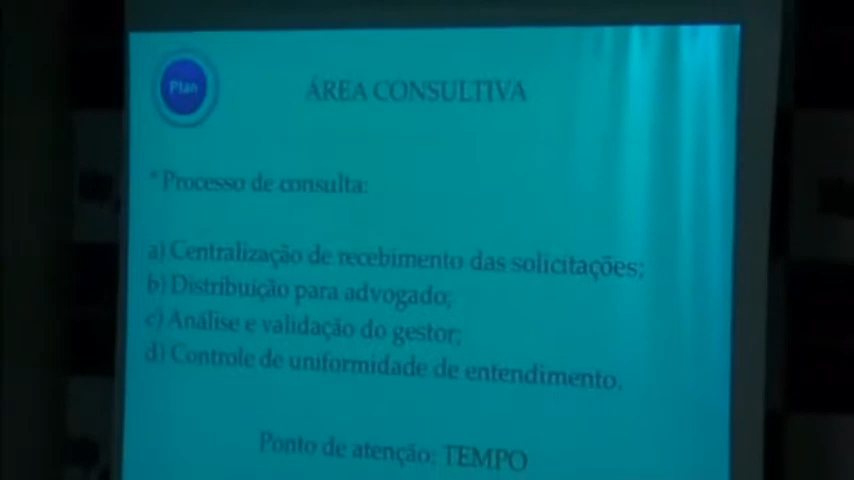 Plan
ÁREA CONSULTIVA
* Processo de consulta:
a) Centralização de recebimento das solicitações;
b) Distribuição para advogado;
c) Análise e validação do gestor;
d) Controle de uniformidade de entendimento.
Ponto de atenção: TEMPO